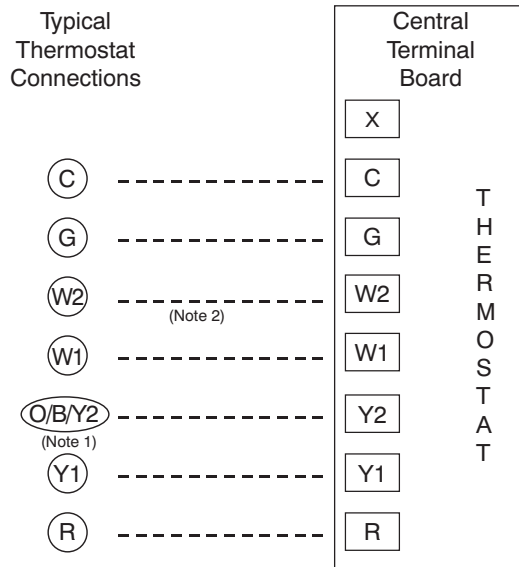 Typical
Thermostat
Connections
Central
Terminal
Board
X
C
C
G
G
W2
(Note 2)
W2
W1
W1
O/B/Y2
(Note 1)
Y2
Y1
Y1
R
R
THERMOSTAT